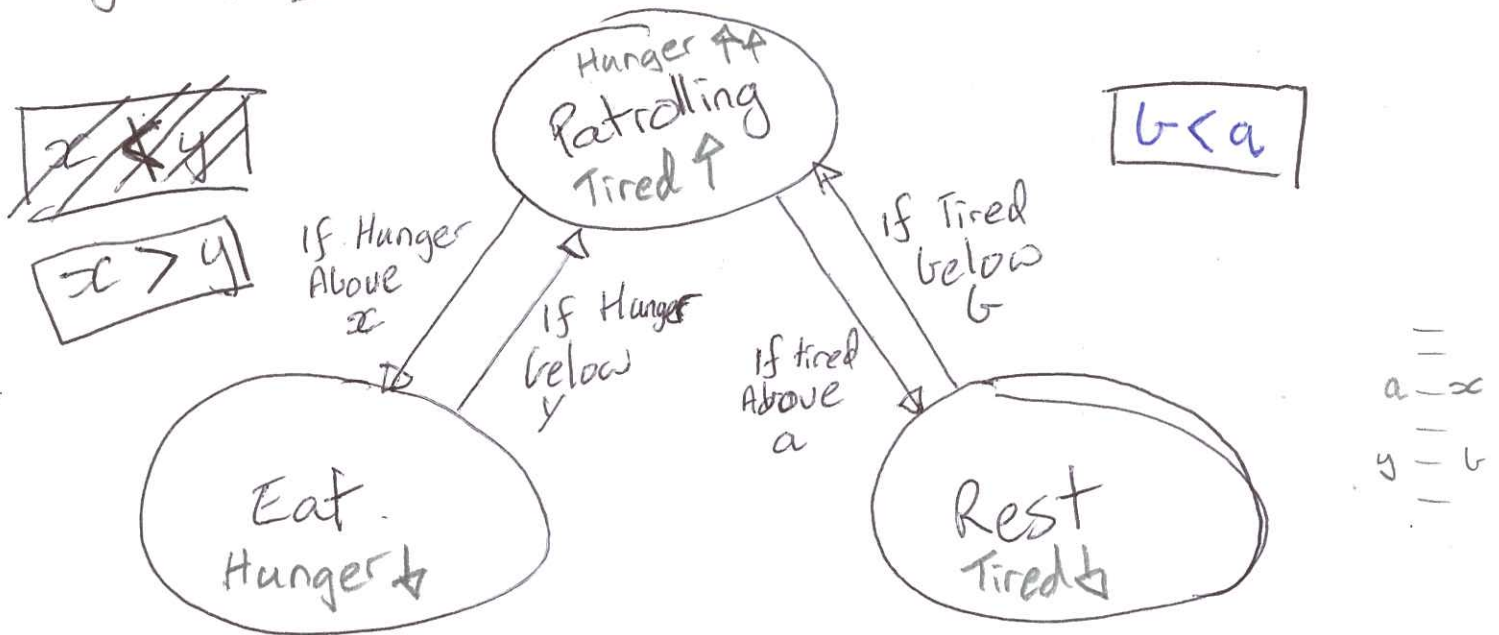 Hunger ↑↑
Patrolling
Tired ↑
x < y
x > y
b < a
If Hunger
Above
x
If Hunger
below
y
If tired
Above
a
If Tired
below
b
Eat.
Hunger ↓
Rest
Tired ↓
a — x
y — b